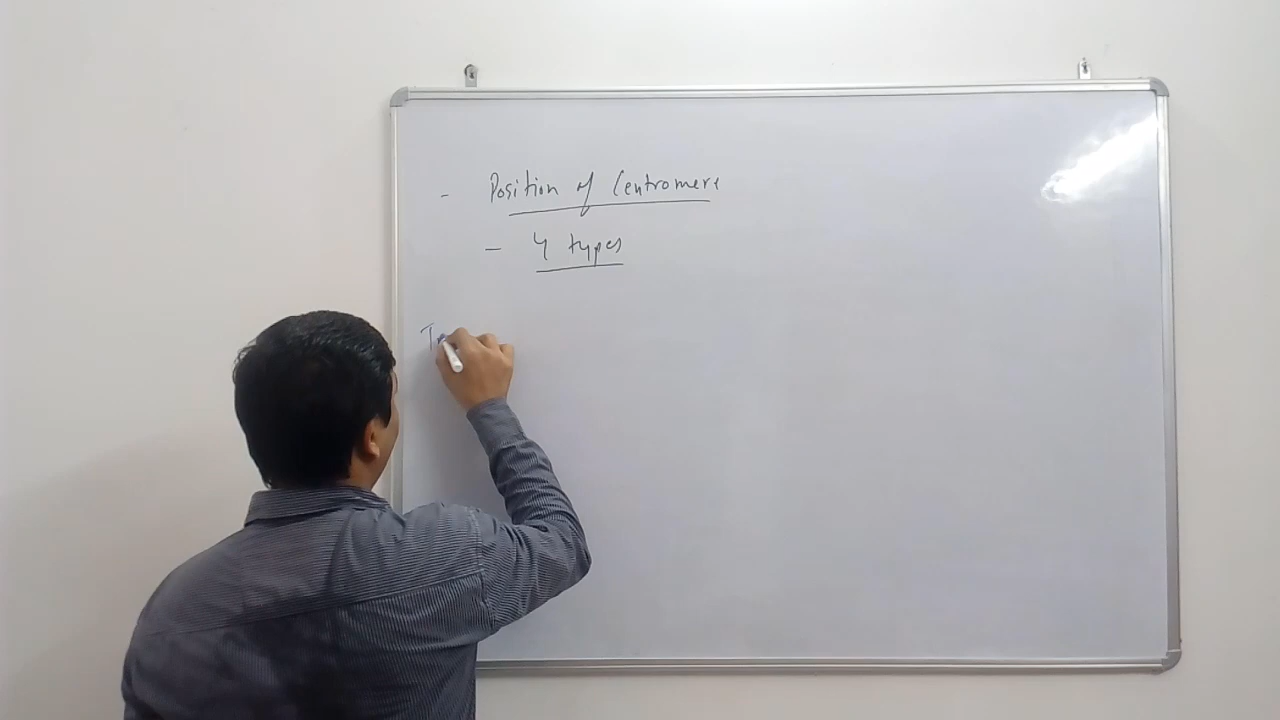 - Position of Centromere
- 4 types